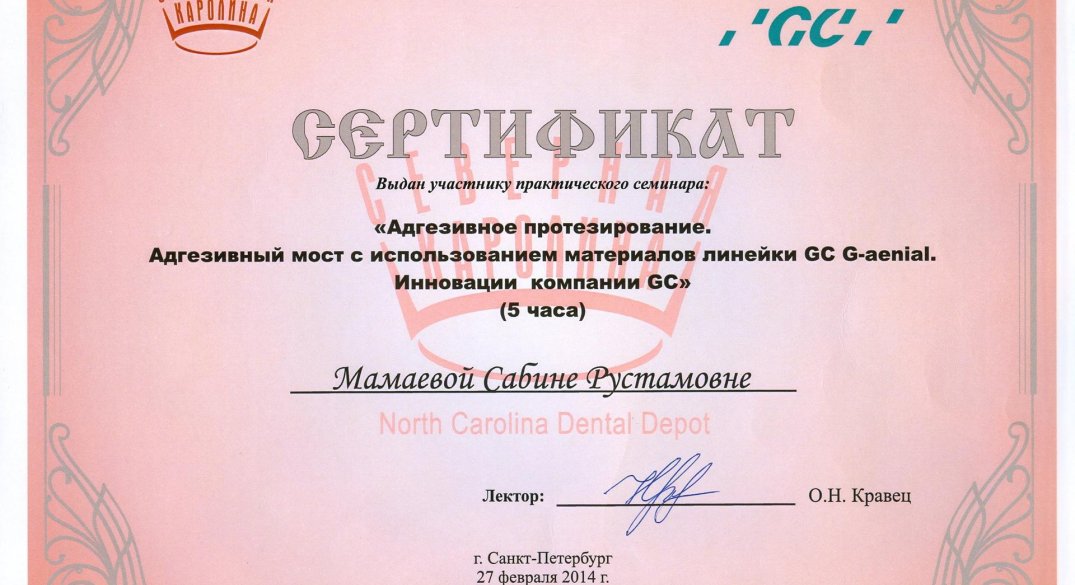 КАРОЛИНА
GC
СЕРТИФИКАТ
СЕВЕРНАЯ
КАРОЛИНА
Выдан участнику практического семинара:
«Адгезивное протезирование.
Адгезивный мост с использованием материалов линейки GC G-aenial.
Инновации компании GC»
(5 часа)
Мамаевой Сабине Рустамовне
North Carolina Dental Depot
Лектор: О.Н. Кравец
г. Санкт-Петербург
27 февраля 2014 г.